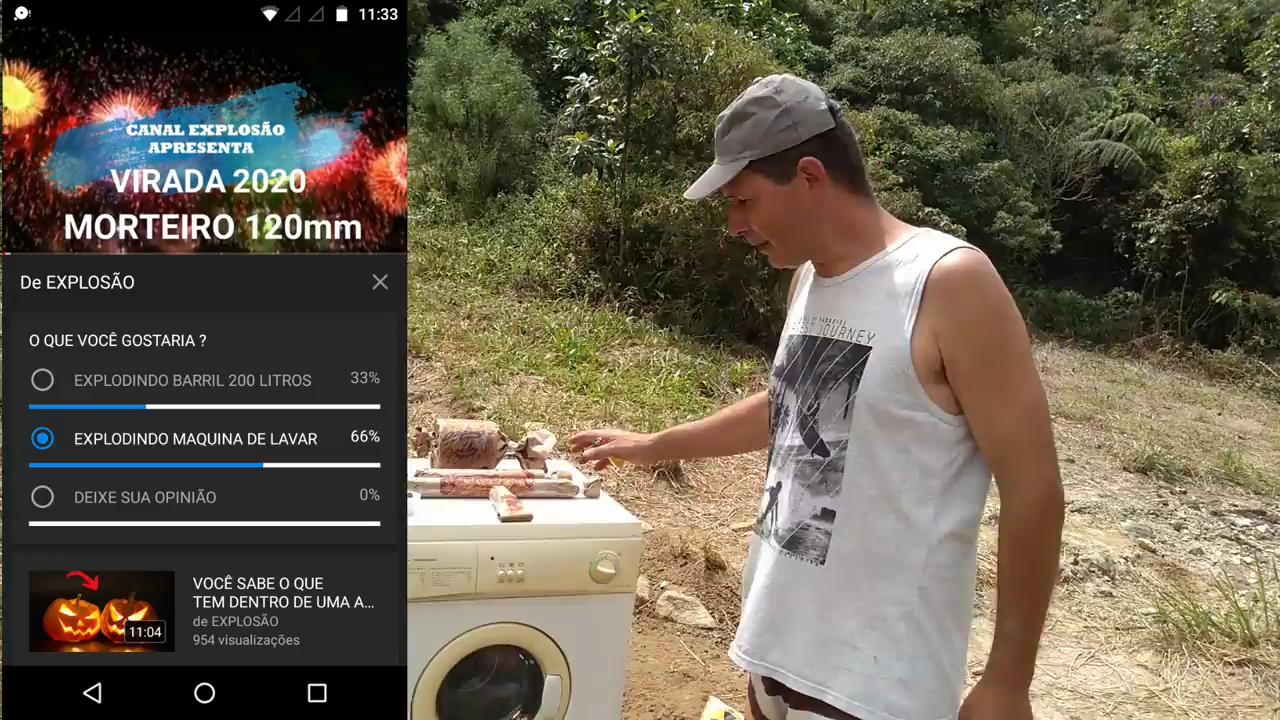 11:33
CANAL EXPLOSÃO
APRESENTA
VIRADA 2020
MORTEIRO 120mm
De EXPLOSÃO
O QUE VOCÊ GOSTARIA ?
EXPLODINDO BARRIL 200 LITROS 33%
EXPLODINDO MAQUINA DE LAVAR 66%
DEIXE SUA OPINIÃO 0%
11:04
VOCÊ SABE O QUE
TEM DENTRO DE UMA A...
de EXPLOSÃO
954 visualizações
JOURNEY